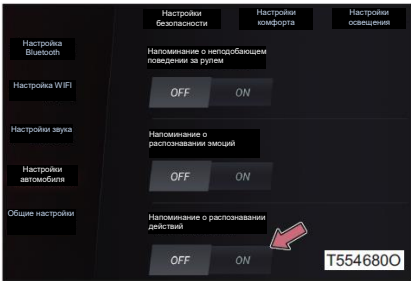 Настройки
безопасности
Настройки
комфорта
Настройки
освещения
Настройка
Bluetooth
Настройка WIFI
Настройки звука
Настройки
автомобиля
Общие настройки
Напоминание о неподобающем
поведении за рулем
OFF ON
Напоминание о
распознавании эмоций
OFF ON
Напоминание о распознавании
действий
OFF ON
T554680O